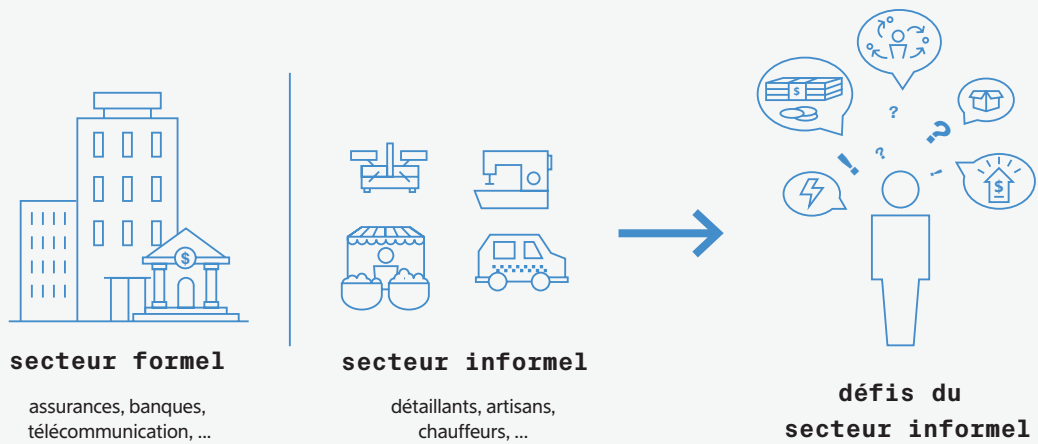 $
$
?
?
?
!
!
$
secteur formel
assurances, banques,
télécommunication, ...
secteur informel
détaillants, artisans,
chauffeurs, ...
défis du
secteur informel